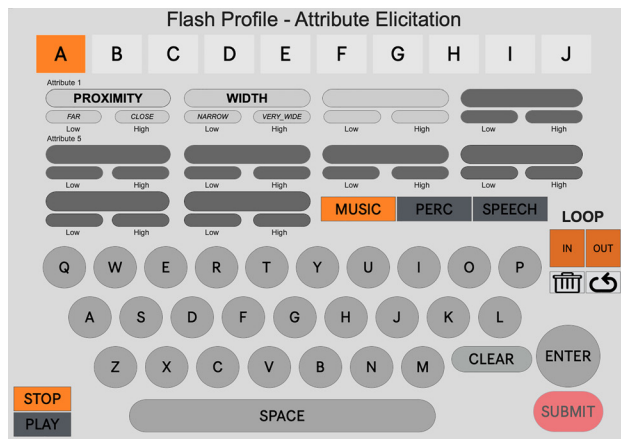 Flash Profile - Attribute Elicitation
A B C D E F G H I J
Attribute 1
PROXIMITY WIDTH
FAR CLOSE NARROW VERY_WIDE
Low High Low High Low High Low High
Attribute 5
Low High Low High Low High Low High
MUSIC PERC SPEECH
LOOP
Low High Low High
IN OUT
Q W E R T Y U I O P
A S D F G H J K L
Z X C V B N M CLEAR ENTER
STOP
PLAY
SPACE
SUBMIT